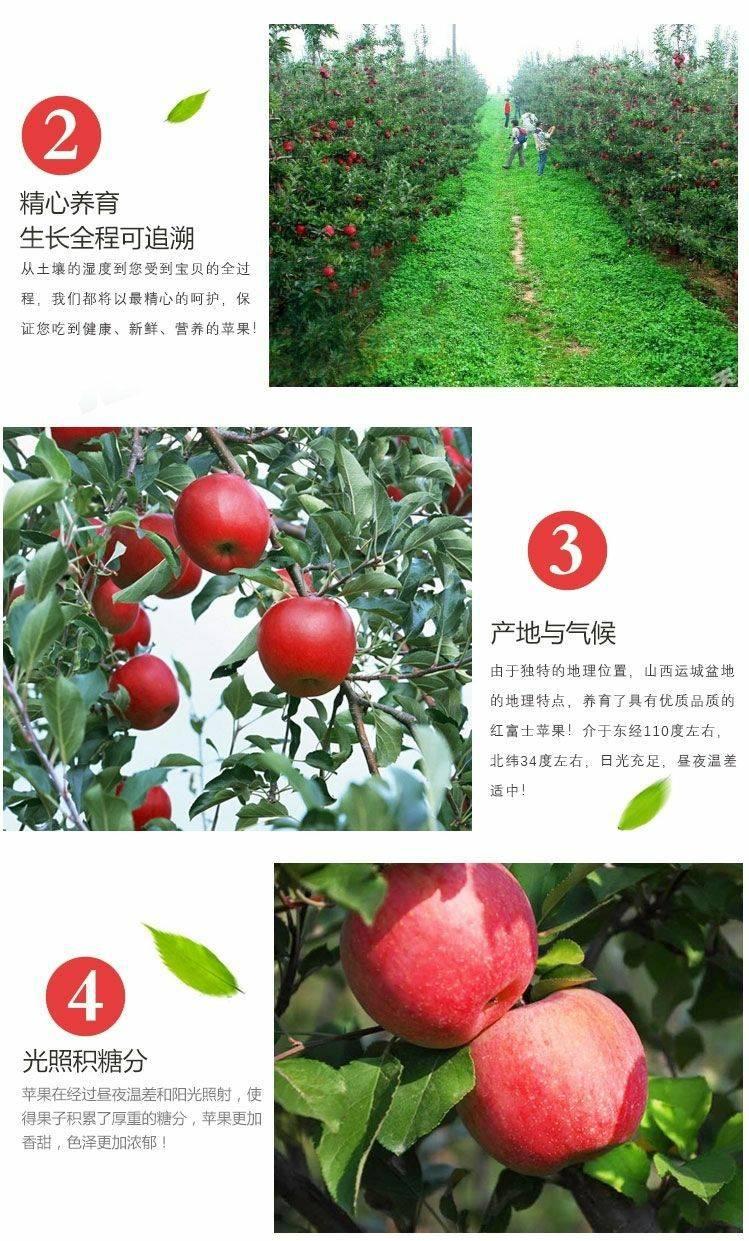 2
精心养育
生长全程可追溯
从土壤的湿度到您受到宝贝的全过
程，我们都将以最精心的呵护，保
证您吃到健康、新鲜、营养的苹果！
3
产地与气候
由于独特的地理位置，山西运城盆地
的地理特点，养育了具有优质品质的
红富士苹果！介于东经110度左右，
北纬34度左右，日光充足，昼夜温差
适中！
4
光照积糖分
苹果在经过昼夜温差和阳光照射，使
得果子积累了厚重的糖分，苹果更加
香甜，色泽更加浓郁！